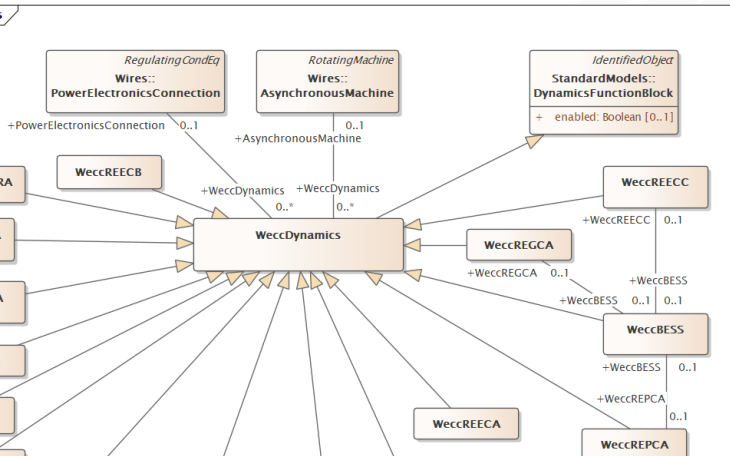 s
RegulatingCondEq
Wires::
PowerElectronicsConnection
RotatingMachine
Wires::
AsynchronousMachine
IdentifiedObject
StandardModels::
DynamicsFunctionBlock
+ enabled: Boolean [0..1]
+PowerElectronicsConnection 0..1
0..1
+AsynchronousMachine
WeccREECB
RA
WeccREECC
+WeccDynamics
0..*
+WeccDynamics
0..*
+WeccREECC 0..1
WeccDynamics
WeccREGCA
+WeccREGCA 0..1
+WeccBESS
0..1
+WeccBESS 0..1
A
WeccBESS
+WeccBESS 0..1
+WeccREPCA
0..1
WeccREECA
WeccREPCA